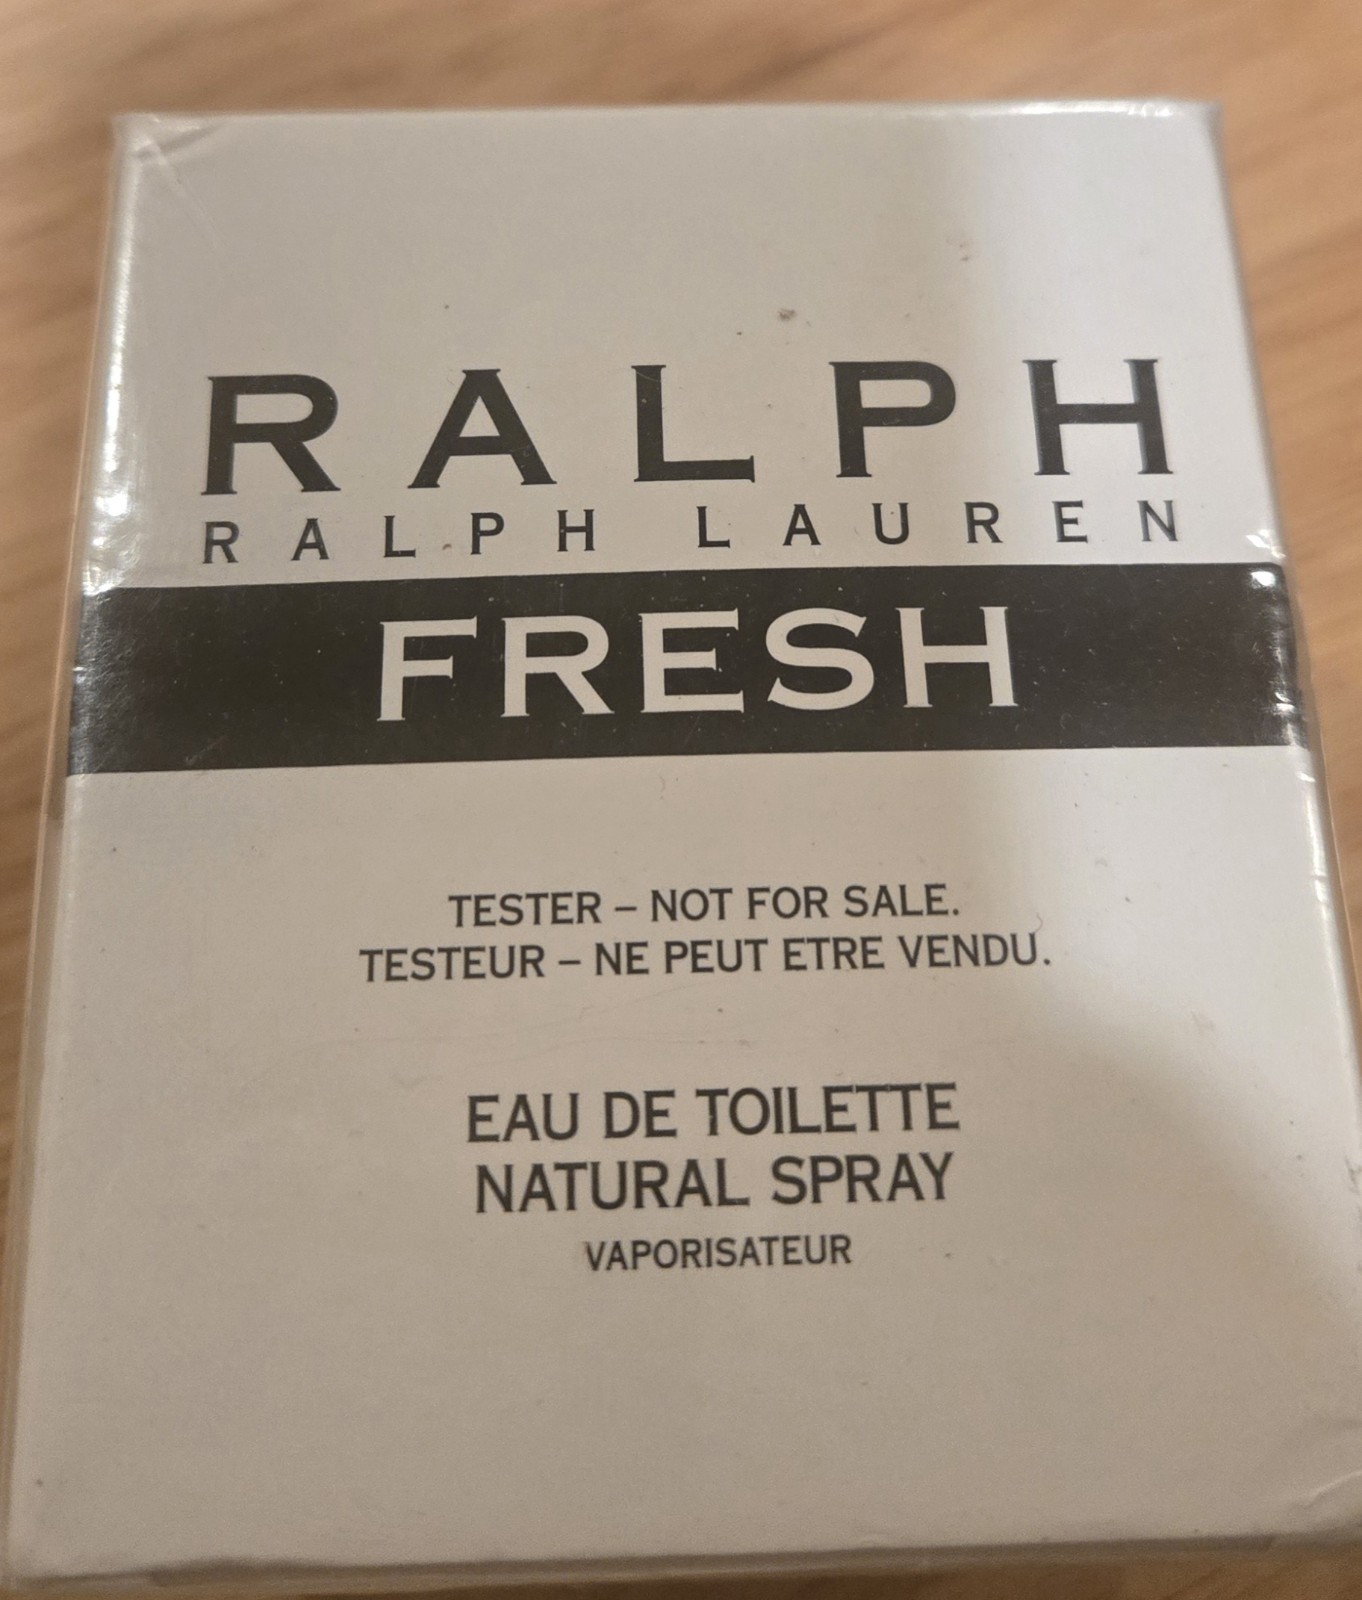 RALPH
RALPH LAUREN
FRESH
TESTER – NOT FOR SALE.
TESTEUR – NE PEUT ETRE VENDU.
EAU DE TOILETTE
NATURAL SPRAY
VAPORISATEUR